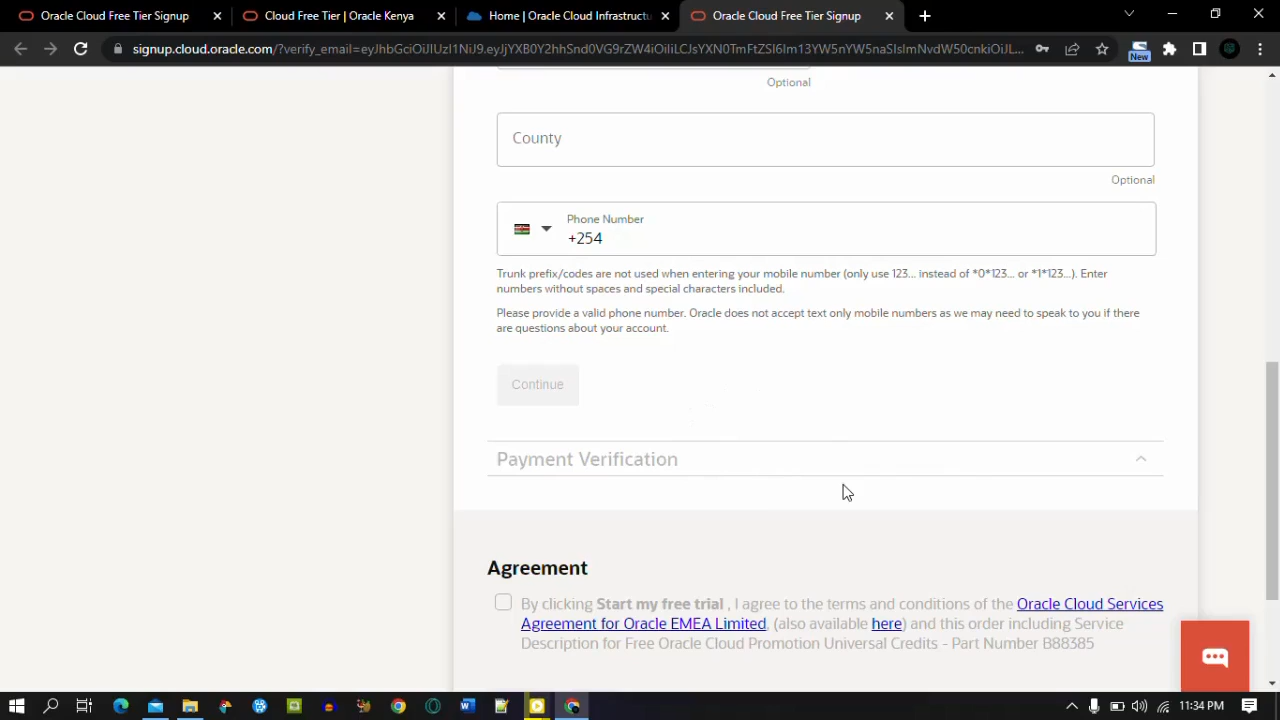 Oracle Cloud Free Tier Signup
Cloud Free Tier | Oracle Kenya
Home | Oracle Cloud Infrastructu
Oracle Cloud Free Tier Signup
signup.cloud.oracle.com/?verify_email=
New
Optional
County
Optional
Phone Number
+254
Trunk prefix/codes are not used when entering your mobile number (only use 123... instead of *0*123... or *1*123...). Enter
numbers without spaces and special characters included.
Please provide a valid phone number. Oracle does not accept text only mobile numbers as we may need to speak to you if there
are questions about your account.
Continue
Payment Verification
Agreement
By clicking Start my free trial , I agree to the terms and conditions of the Oracle Cloud Services
Agreement for Oracle EMEA Limited, (also available here) and this order including Service
Description for Free Oracle Cloud Promotion Universal Credits - Part Number B88385
11:34 PM